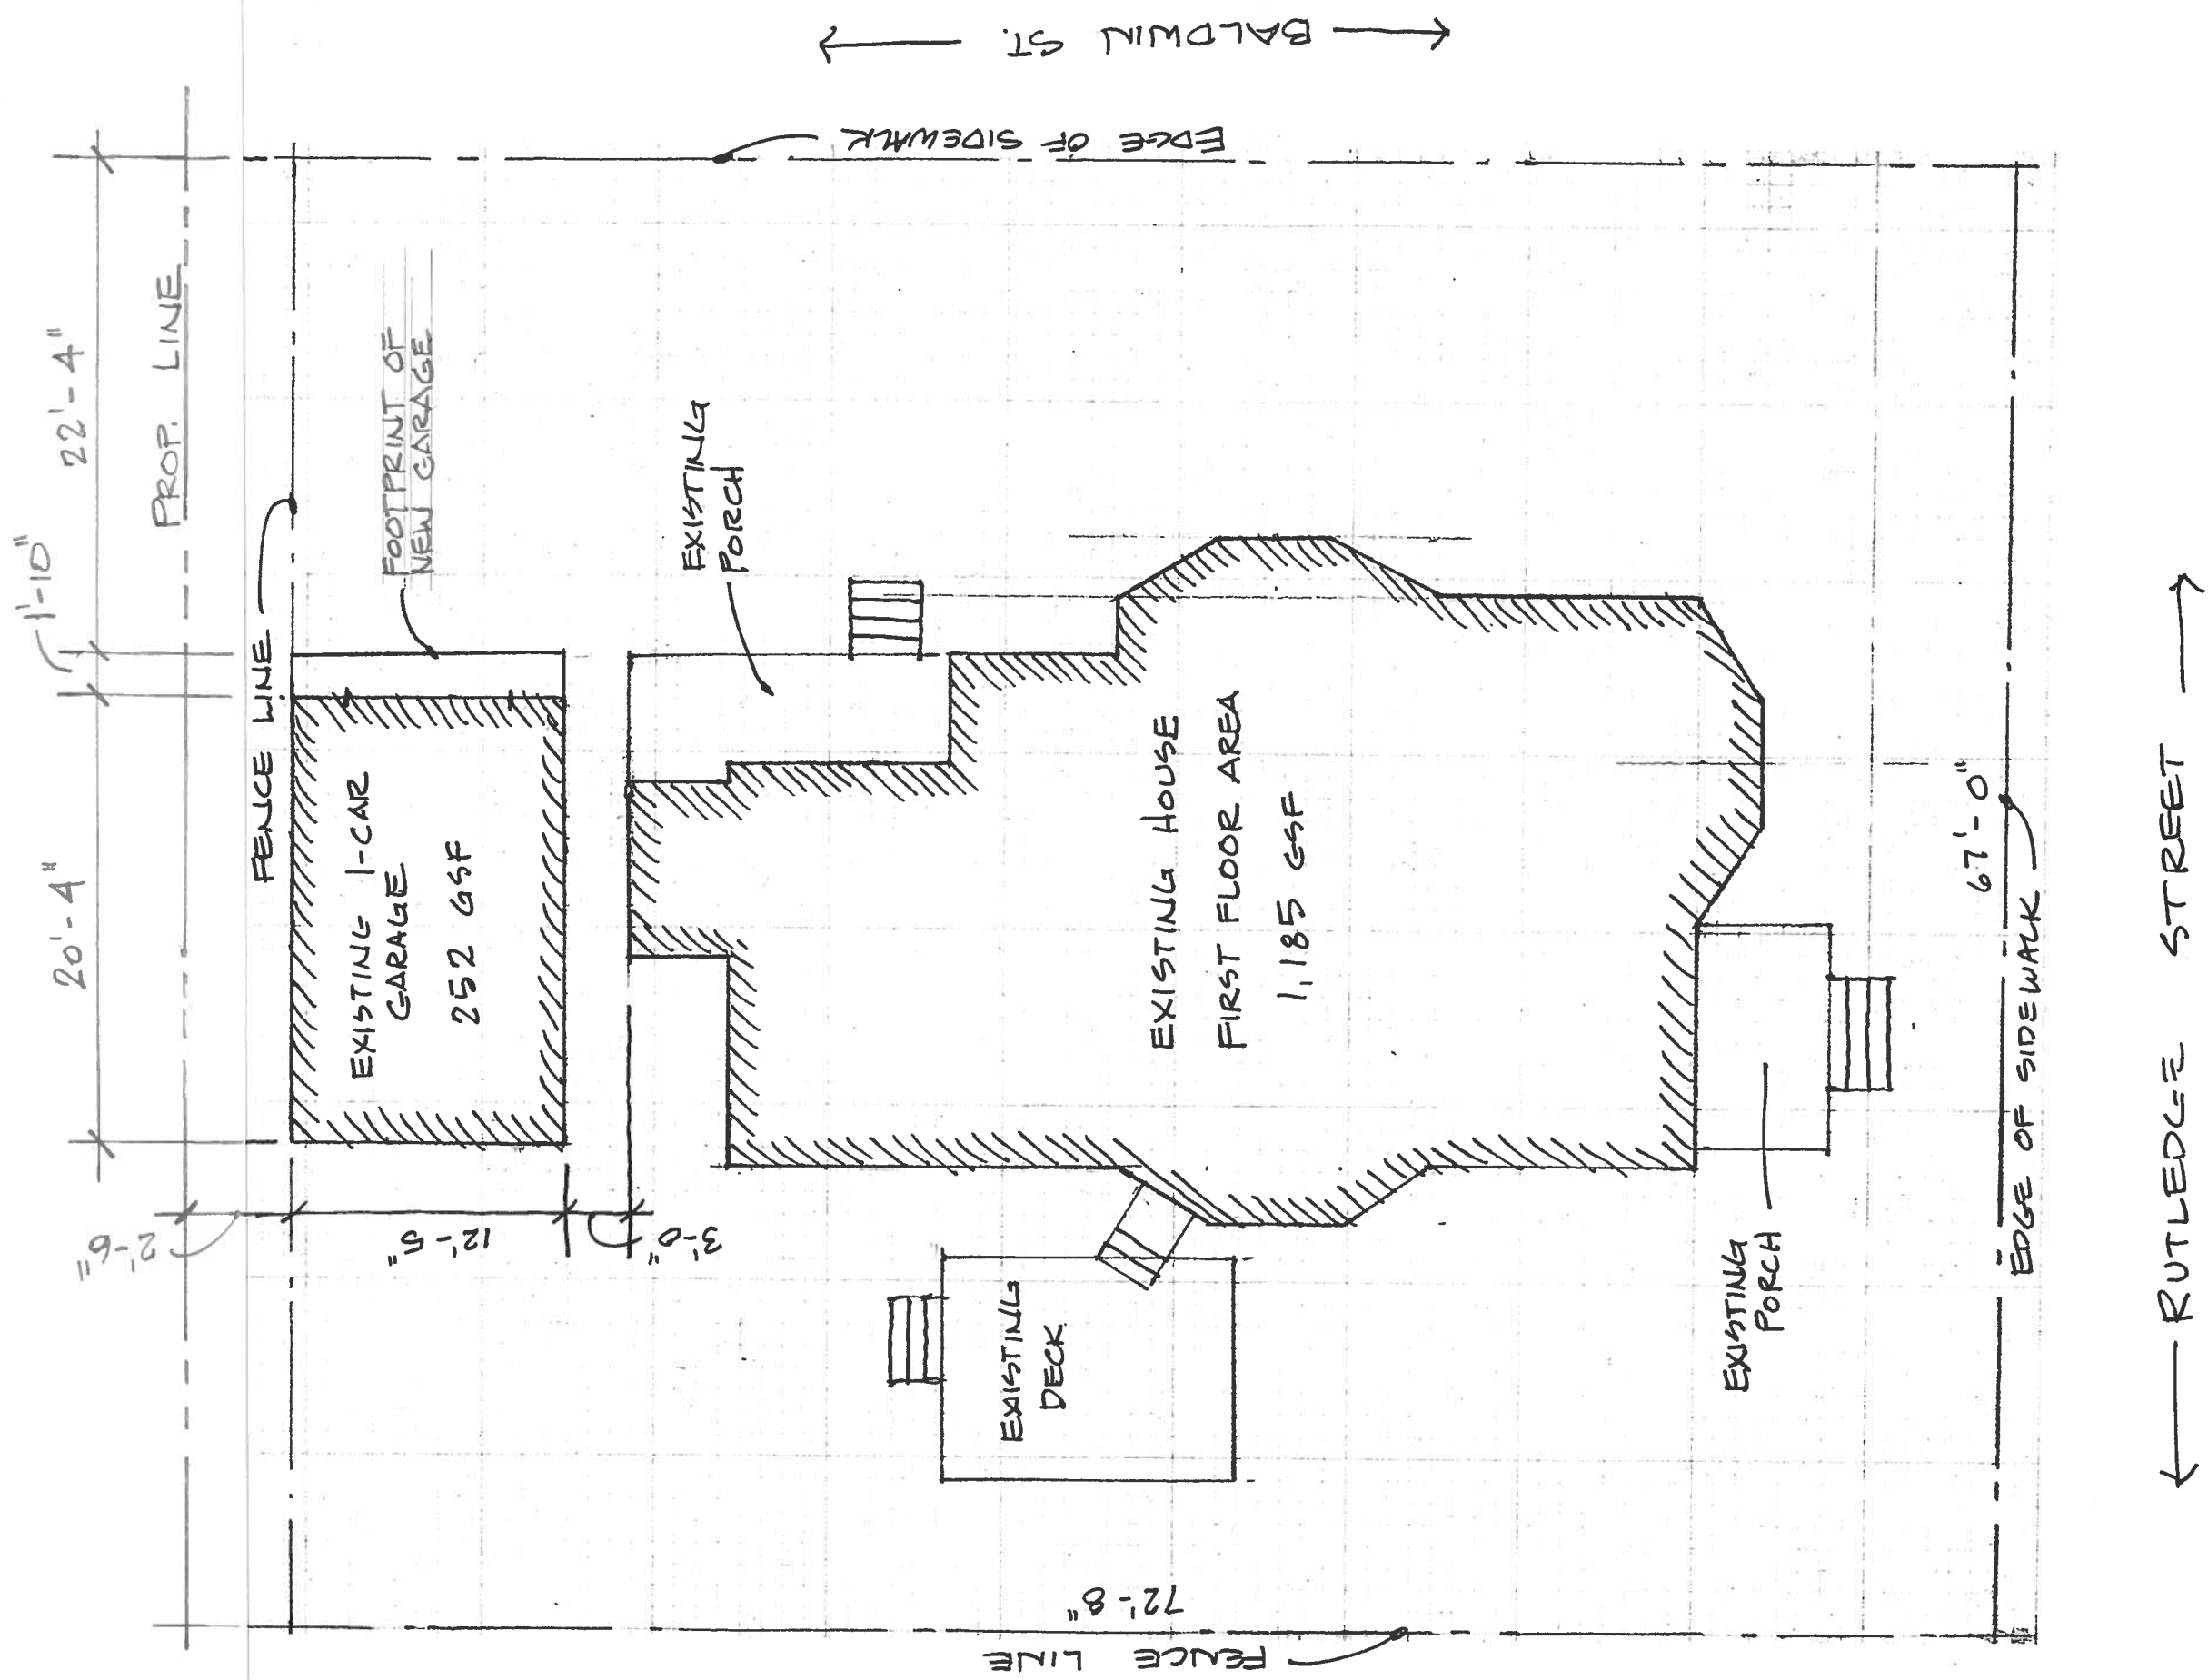 ← BALDWIN ST. →
EDGE OF SIDEWALK
22'-4"
1'-10"
20'-4"
PROP. LINE
FENCE LINE
FOOTPRINT OF
NEW GARAGE
EXISTING
PORCH
EXISTING 1-CAR
GARAGE
252 GSF
2'-6"
12'-5"
3'-0"
EXISTING HOUSE
FIRST FLOOR AREA
1,185 GSF
EXISTING
DECK
EXISTING
PORCH
72'-8"
FENCE LINE
67'-0"
EDGE OF SIDEWALK
← RUTLEDGE STREET →